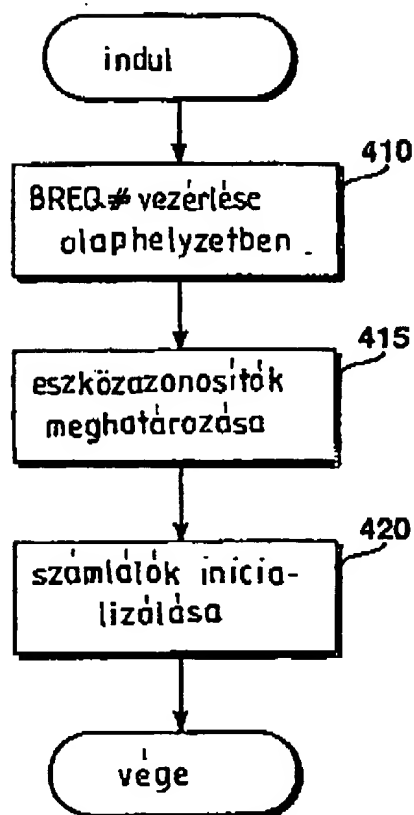 indul
410
BREQ# vezérlése
alaphelyzetben
415
eszközazonosítók
meghatározása
420
számlálók inicia-
lizálása
vége